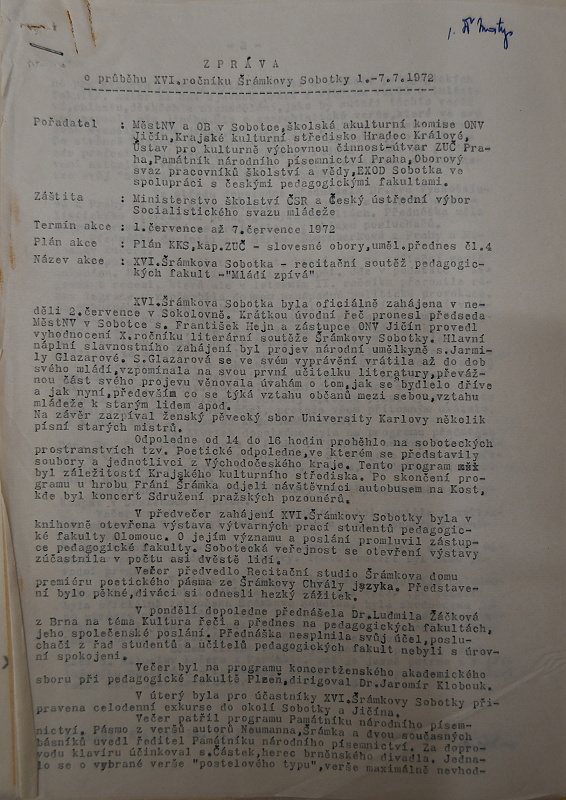 Z P R Á V A
o průběhu XVI.ročníku Šrámkovy Sobotky 1.-7.7.1972
Pořadatel : MěstNV a OB v Sobotce,školská akulturní komise ONV
Jičín,Krajské kulturní středisko Hradec Králové,
Ústav pro kulturně výchovnou činnost-útvar ZUČ Pra-
ha,Památník národního písemnictví Praha,Oborový
svaz pracovníků školství a vědy,EXOD Sobotka ve
spolupráci s českými pedagogickými fakultami.
Záštita : Ministerstvo školství ČSR a Český ústřední výbor
Socialistického svazu mládeže
Termín akce : 1.července až 7.července 1972
Plán akce : Plán KKS,kap.ZUČ - slovesné obory,uměl.přednes čl.4
Název akce : XVI.Šrámkova Sobotka - recitační soutěž pedagogic-
kých fakult -"Mládí zpívá"
XVI.Šrámkova Sobotka byla oficiálně zahájena v ne-
děli 2.července v Sokolovně. Krátkou úvodní řeč pronesl předseda
MěstNV v Sobotce s. František Hejn a zástupce ONV Jičín provedl
vyhodnocení X.ročníku literární soutěže Šrámkovy Sobotky. Hlavní
náplní slavnostního zahájení byl projev národní umělkyně s.Jarmi-
ly Glazarové. S.Glazarová se ve svém vyprávění vrátila až do dob
svého mládí,vzpomínala na svou první učitelku literatury,převáž-
nou část svého projevu věnovala úvahám o tom,jak se bydlelo dříve
a jak nyní,především co se týká vztahu občanů mezi sebou,vztahu
mládeže k starým lidem apod.
Na závěr zazpíval ženský pěvecký sbor University Karlovy několik
písní starých mistrů.
Odpoledne od 14 do 16 hodin proběhlo na soboteckých
prostranstvích tzv. Poetické odpoledne,ve kterém se představily
soubory a jednotlivci z Východočeského kraje. Tento program
byl záležitostí Krajského kulturního střediska. Po skončení pro-
gramu u hrobu Fráni Šrámka odjeli návštěvníci autobusem na Kost,
kde byl koncert Sdružení pražských pozounérů.
V předvečer zahájení XVI.Šrámkovy Sobotky byla v
knihovně otevřena výstava výtvarných prací studentů pedagogic-
ké fakulty Olomouc. O jejím významu a poslání promluvil zástup-
ce pedagogické fakulty. Sobotecká veřejnost se otevření výstavy
zúčastnila v počtu asi dvěstě lidí.
Večer předvedlo Recitační studio Šrámkova domu
premiéru poetického pásma ze Šrámkovy Chvály jazyka. Představe-
ní bylo pěkné,diváci si odnesli hezký zážitek.
V pondělí dopoledne přednášela Dr.Ludmila Žáčková
z Brna na téma Kultura řeči a přednes na pedagogických fakultách,
jeho společenské poslání. Přednáška nesplnila svůj účel,poslu-
chači z řad studentů a učitelů pedagogických fakult nebyli s úrov-
ní spokojeni.
Večer byl na programu koncertženského akademického
sboru při pedagogické fakultě Plzeň,dirigoval Dr.Jaromír Klobouk.
V úterý byla pro účastníky XVI.Šrámkovy Sobotky při-
pravena celodenní exkurse do okolí Sobotky a Jičína.
Večer patřil programu Památníku národního písem-
nictví. Pásmo z veršů autorů Neumanna,Šrámka a dvou současných
básníků uvedl ředitel Památníku národního písemnictví. Za dopro-
vodu klavíru účinkoval s.Částek,herec brněnského divadla. Jedna-
lo se o vybrané verše "postelového typu",verše maximálně nevhod-